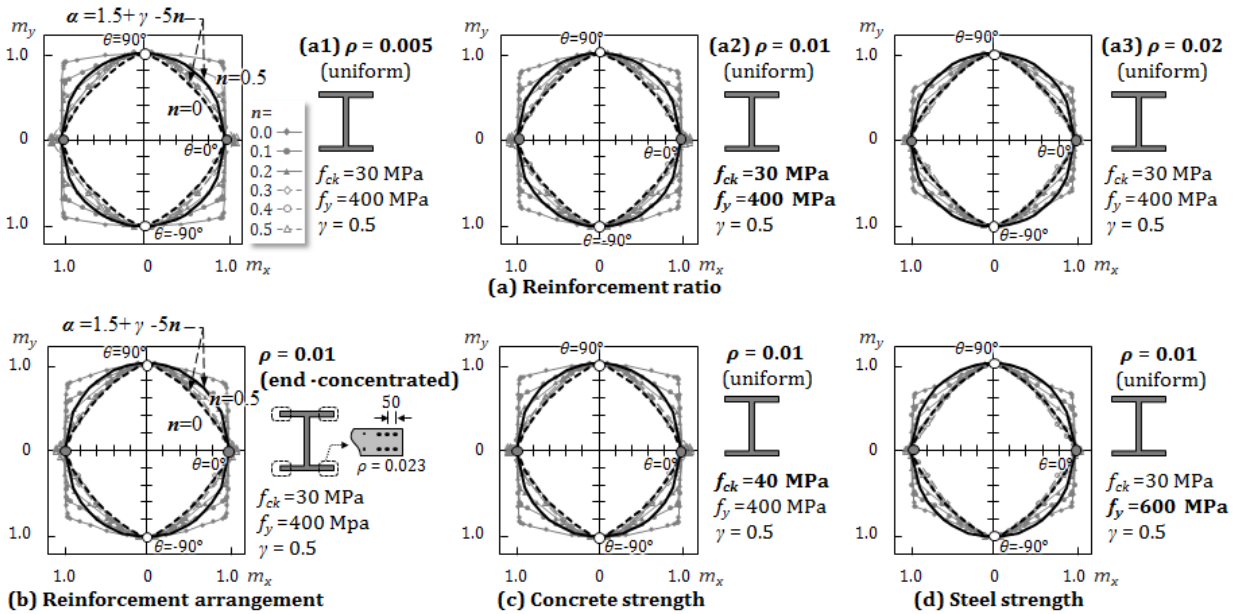 α = 1.5+ γ -5n
m_y
θ=90°
1.0
n=0.5
n=0
0
θ=0°
1.0
θ=-90°
1.0 0 1.0 m_x
(a1) ρ = 0.005
(uniform)
n=
0.0
0.1
0.2
0.3
0.4
0.5
f_ck =30 MPa
f_y =400 MPa
γ = 0.5
m_y
θ=90°
1.0
0
θ=0°
1.0
θ=-90°
1.0 0 1.0 m_x
(a2) ρ = 0.01
(uniform)
f_ck =30 MPa
f_y =400 MPa
γ = 0.5
m_y
θ=90°
1.0
0
θ=0°
1.0
θ=-90°
1.0 0 1.0 m_x
(a3) ρ = 0.02
(uniform)
f_ck =30 MPa
f_y =400 MPa
γ = 0.5
(a) Reinforcement ratio
α =1.5+ γ -5n
m_y
θ=90°
1.0
n=0.5
n=0
0
θ=0°
1.0
θ=-90°
1.0 0 1.0 m_x
ρ = 0.01
(end -concentrated)
50
ρ = 0.023
f_ck =30 MPa
f_y =400 Mpa
γ = 0.5
(b) Reinforcement arrangement
m_y
θ=90°
1.0
0
θ=0°
1.0
θ=-90°
1.0 0 1.0 m_x
ρ = 0.01
(uniform)
f_ck =40 MPa
f_y =400 MPa
γ = 0.5
(c) Concrete strength
m_y
θ=90°
1.0
0
θ=0°
1.0
θ=-90°
1.0 0 1.0 m_x
ρ = 0.01
(uniform)
f_ck =30 MPa
f_y =600 MPa
γ = 0.5
(d) Steel strength